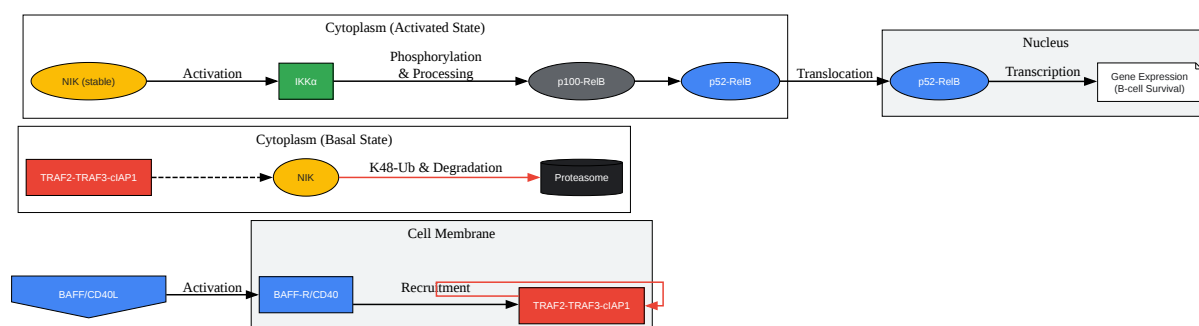 Cytoplasm (Activated State)
NIK (stable)
Activation
IKKα
Phosphorylation
& Processing
p100-RelB
p52-RelB
Translocation
Nucleus
p52-RelB
Transcription
Gene Expression
(B-cell Survival)
Cytoplasm (Basal State)
TRAF2-TRAF3-cIAP1
NIK
K48-Ub & Degradation
Proteasome
Cell Membrane
BAFF/CD40L
Activation
BAFF-R/CD40
Recruitment
TRAF2-TRAF3-cIAP1